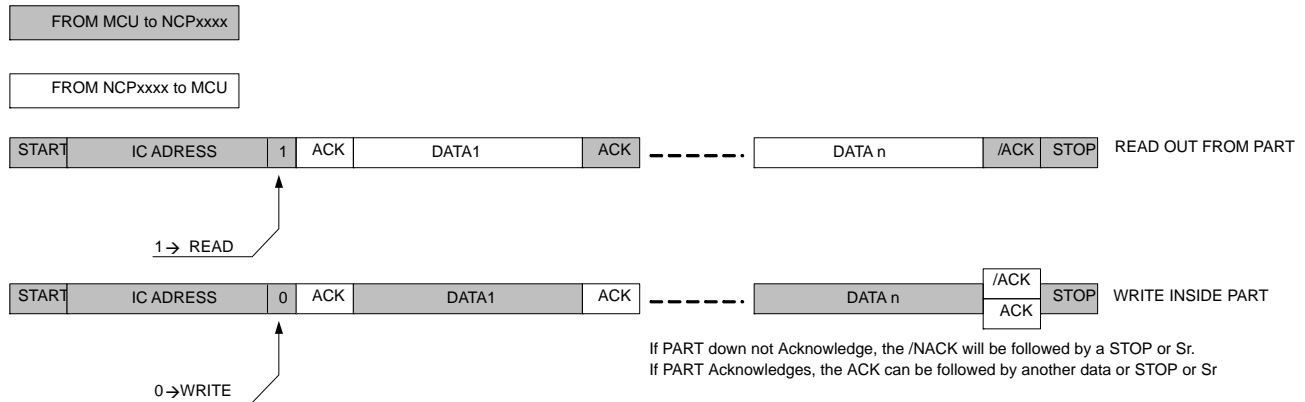 FROM MCU to NCPxxxx
FROM NCPxxxx to MCU
START IC ADRESS 1 ACK DATA1 ACK DATA n /ACK STOP READ OUT FROM PART
1→ READ
START IC ADRESS 0 ACK DATA1 ACK DATA n /ACK ACK STOP WRITE INSIDE PART
If PART down not Acknowledge, the /NACK will be followed by a STOP or Sr.
If PART Acknowledges, the ACK can be followed by another data or STOP or Sr
0→WRITE